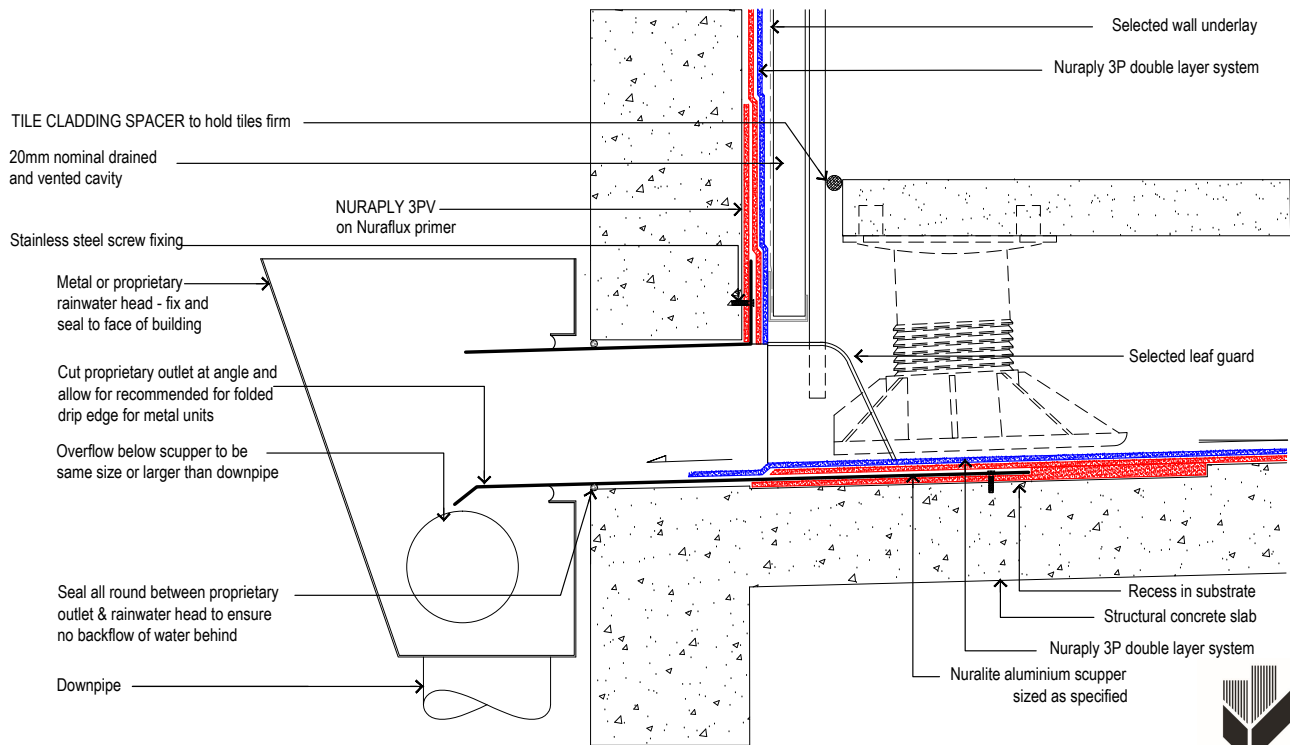 Selected wall underlay
Nuraply 3P double layer system
TILE CLADDING SPACER to hold tiles firm
20mm nominal drained
and vented cavity
NURAPLY 3PV
on Nuraflux primer
Stainless steel screw fixing
Metal or proprietary
rainwater head - fix and
seal to face of building
Selected leaf guard
Cut proprietary outlet at angle and
allow for recommended for folded
drip edge for metal units
Overflow below scupper to be
same size or larger than downpipe
Seal all round between proprietary
outlet & rainwater head to ensure
no backflow of water behind
Recess in substrate
Structural concrete slab
Nuraply 3P double layer system
Nuralite aluminium scupper
sized as specified
Downpipe